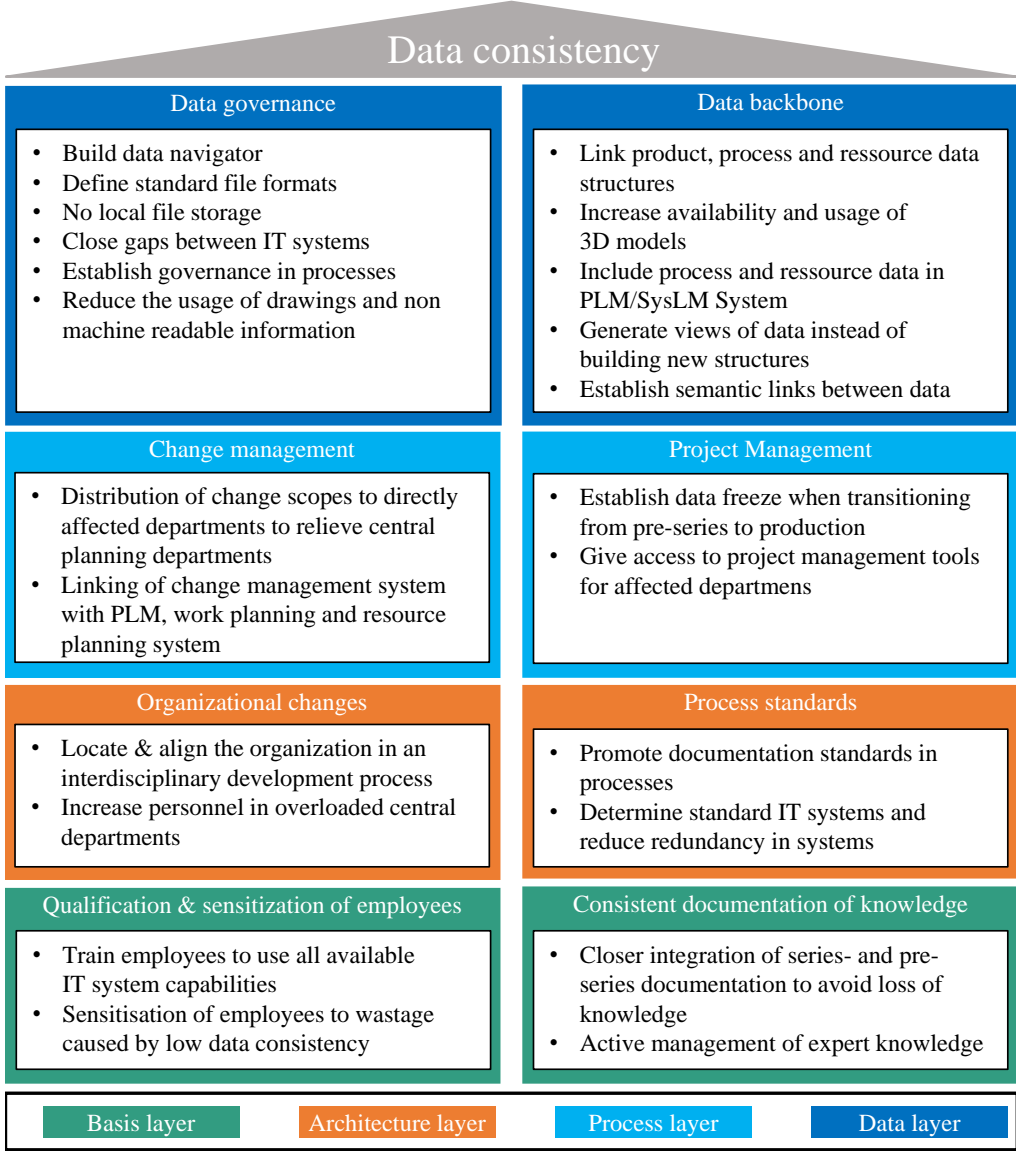 Data consistency
Data governance
• Build data navigator
• Define standard file formats
• No local file storage
• Close gaps between IT systems
• Establish governance in processes
• Reduce the usage of drawings and non
machine readable information
Data backbone
• Link product, process and ressource data
structures
• Increase availability and usage of
3D models
• Include process and ressource data in
PLM/SysLM System
• Generate views of data instead of
building new structures
• Establish semantic links between data
Change management
• Distribution of change scopes to directly
affected departments to relieve central
planning departments
• Linking of change management system
with PLM, work planning and resource
planning system
Project Management
• Establish data freeze when transitioning
from pre-series to production
• Give access to project management tools
for affected departmens
Organizational changes
• Locate & align the organization in an
interdisciplinary development process
• Increase personnel in overloaded central
departments
Process standards
• Promote documentation standards in
processes
• Determine standard IT systems and
reduce redundancy in systems
Qualification & sensitization of employees
• Train employees to use all available
IT system capabilities
• Sensitisation of employees to wastage
caused by low data consistency
Consistent documentation of knowledge
• Closer integration of series- and pre-
series documentation to avoid loss of
knowledge
• Active management of expert knowledge
Basis layer
Architecture layer
Process layer
Data layer